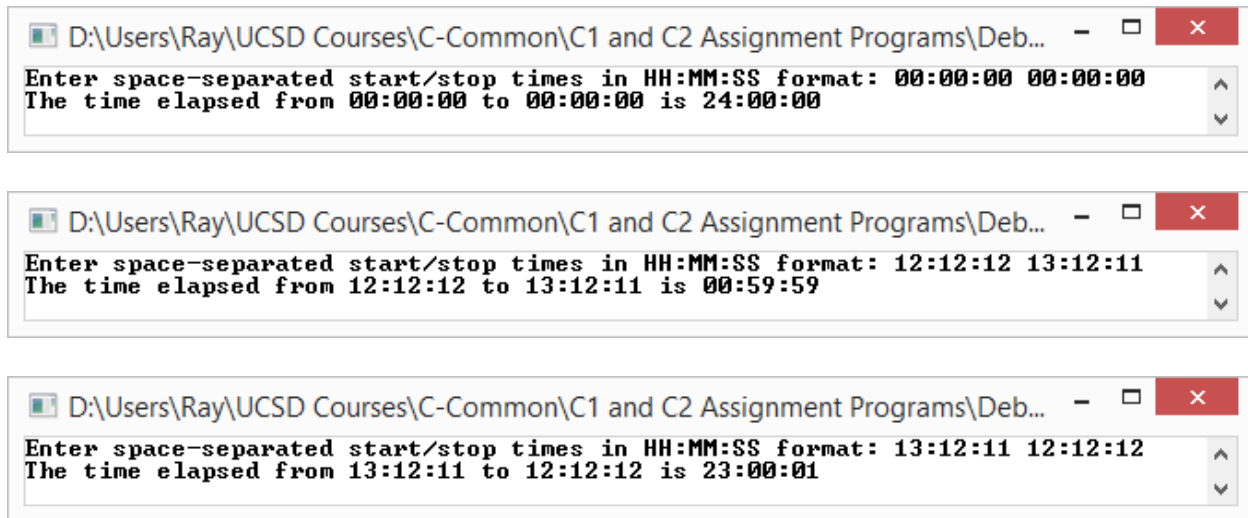 D:\Users\Ray\UCSD Courses\C-Common\C1 and C2 Assignment Programs\Deb...
Enter space-separated start/stop times in HH:MM:SS format: 00:00:00 00:00:00
The time elapsed from 00:00:00 to 00:00:00 is 24:00:00
D:\Users\Ray\UCSD Courses\C-Common\C1 and C2 Assignment Programs\Deb...
Enter space-separated start/stop times in HH:MM:SS format: 12:12:12 13:12:11
The time elapsed from 12:12:12 to 13:12:11 is 00:59:59
D:\Users\Ray\UCSD Courses\C-Common\C1 and C2 Assignment Programs\Deb...
Enter space-separated start/stop times in HH:MM:SS format: 13:12:11 12:12:12
The time elapsed from 13:12:11 to 12:12:12 is 23:00:01